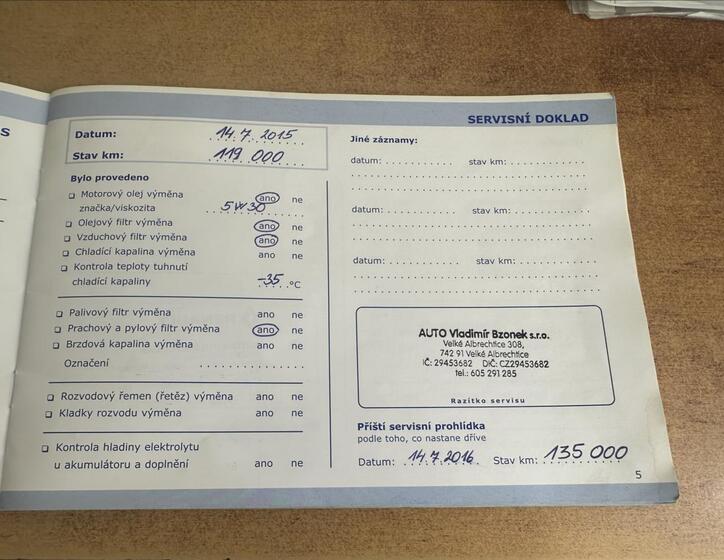 s
SERVISNÍ DOKLAD
Datum: 14.7.2015
Stav km: 119 000
Bylo provedeno
Motorový olej výměna ano ne
značka/viskozita 5W30
Olejový filtr výměna ano ne
Vzduchový filtr výměna ano ne
Chladící kapalina výměna ano ne
Kontrola teploty tuhnutí
chladící kapaliny -35 °C
Palivový filtr výměna ano ne
Prachový a pylový filtr výměna ano ne
Brzdová kapalina výměna ano ne
Označení
Rozvodový řemen (řetěz) výměna ano ne
Kladky rozvodu výměna ano ne
Kontrola hladiny elektrolytu
u akumulátoru a doplnění ano ne
Jiné záznamy:
datum: stav km:
datum: stav km:
datum: stav km:
AUTO Vladimír Bzonek s.r.o.
Velké Albrechtice 308,
742 91 Velké Albrechtice
IČ: 29453682 DIČ: CZ29453682
tel.: 605 291 285
Razítko servisu
Příští servisní prohlídka
podle toho, co nastane dříve
Datum: 14.7.2016 Stav km: 135 000
5